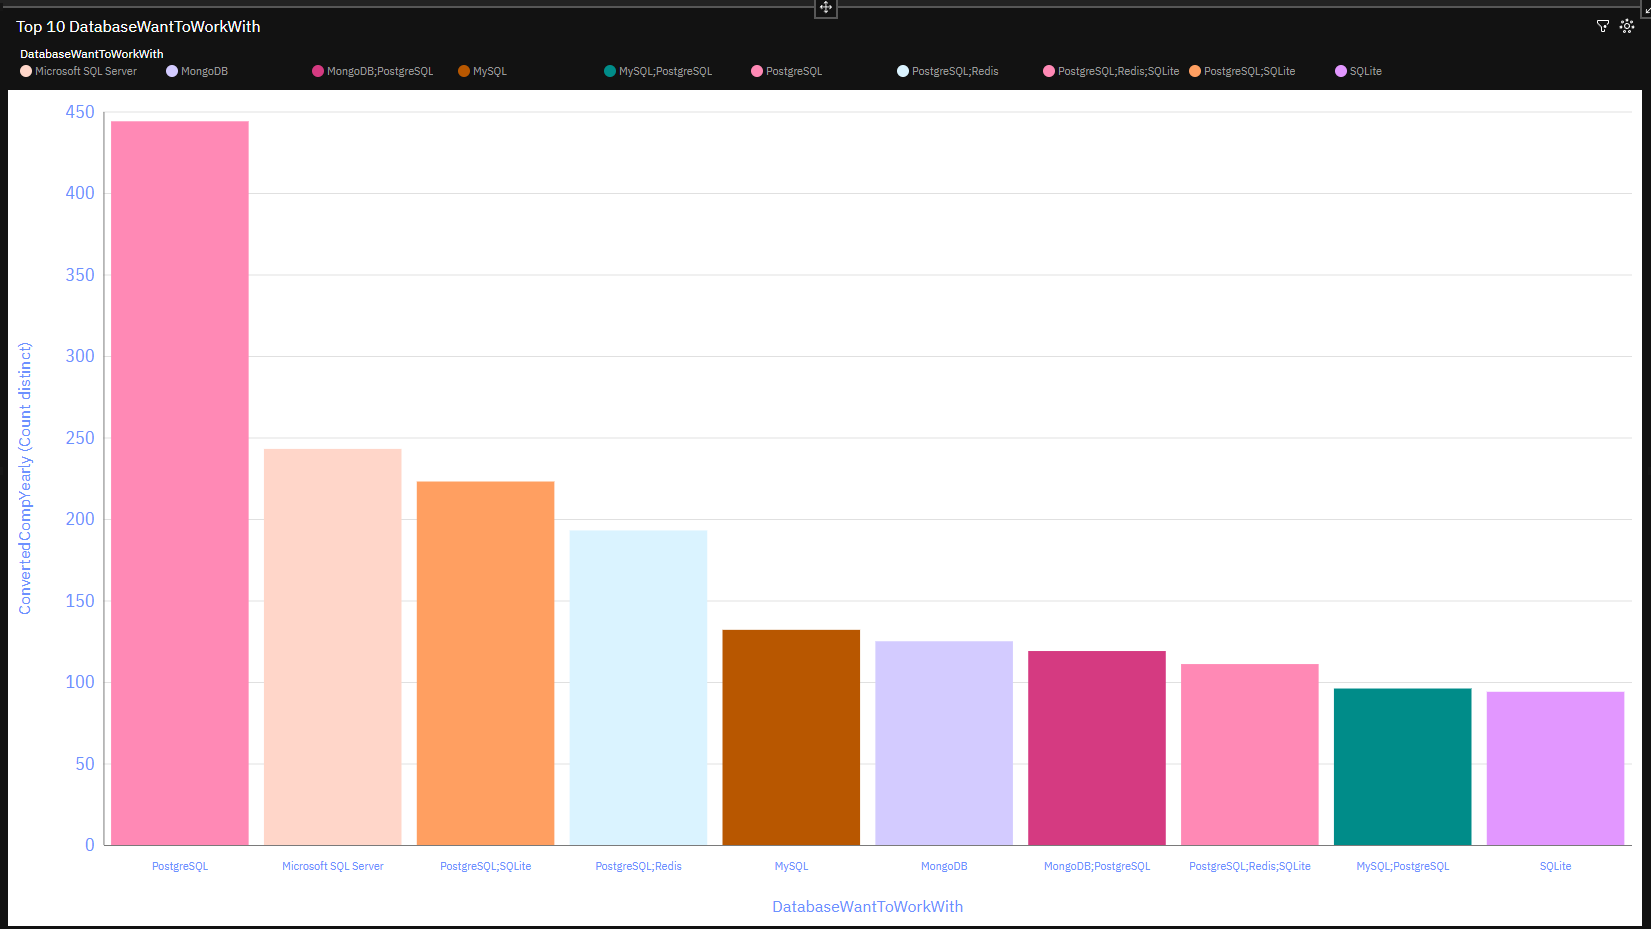 Top 10 DatabaseWantToWorkWith
DatabaseWantToWorkWith
Microsoft SQL Server MongoDB MongoDB;PostgreSQL MySQL MySQL;PostgreSQL PostgreSQL PostgreSQL;Redis PostgreSQL;Redis;SQLite PostgreSQL;SQLite SQLite
ConvertedCompYearly (Count distinct)
450
400
350
300
250
200
150
100
50
0
PostgreSQL Microsoft SQL Server PostgreSQL;SQLite PostgreSQL;Redis MySQL MongoDB MongoDB;PostgreSQL PostgreSQL;Redis;SQLite MySQL;PostgreSQL SQLite
DatabaseWantToWorkWith